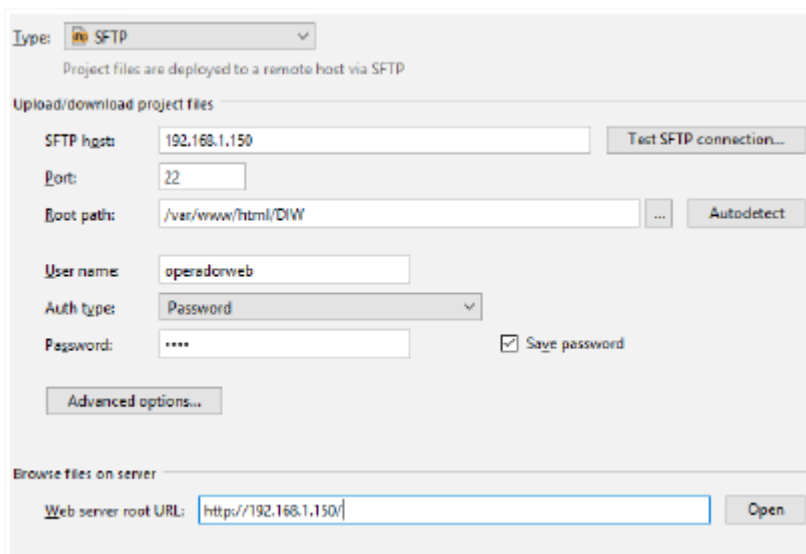 Type: SFTP
Project files are deployed to a remote host via SFTP
Upload/download project files
SFTP host: 192.168.1.150 Test SFTP connection...
Port: 22
Root path: /var/www/html/DIW ... Autodetect
User name: operadorweb
Auth type: Password
Password: •••• Save password
Advanced options...
Browse files on server
Web server root URL: http://192.168.1.150/ Open